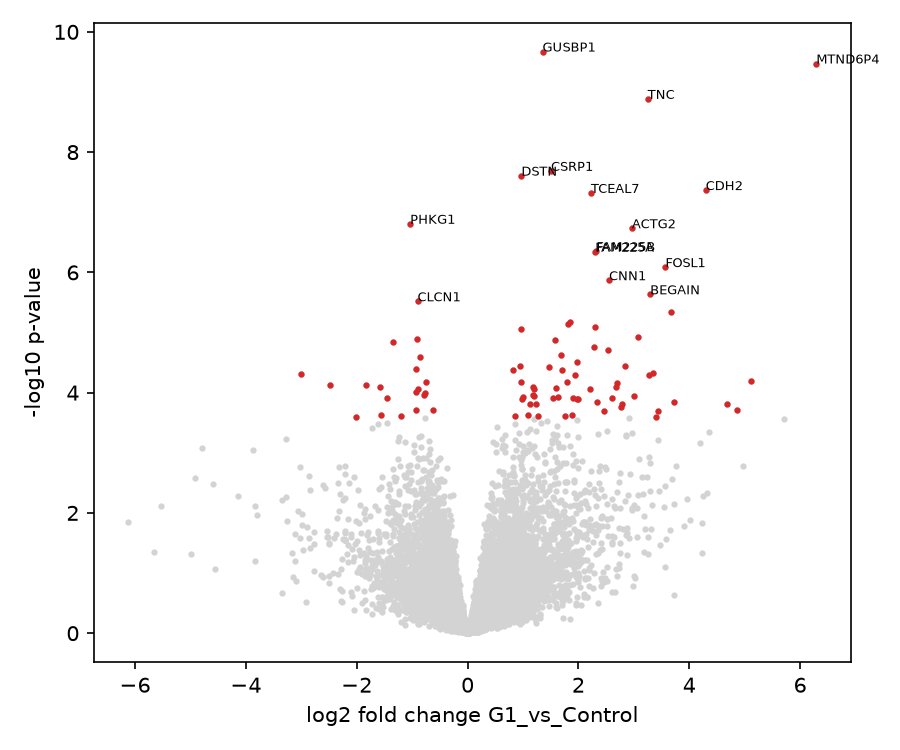 10
GUSBP1
MTND6P4
TNC
8
DSTN
CSRP1
TCEAL7
CDH2
PHKG1
ACTG2
6
FOSL1
CNN1
BEGAIN
CLCN1
4
2
0
−6
−4
−2
0
2
4
6
-log10 p-value
log2 fold change G1_vs_Control